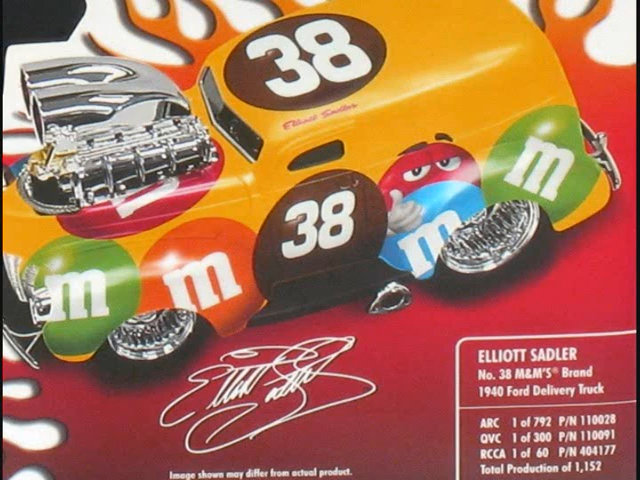 38
Elliott Sadler
38
m
m
m
m
Elliott Sadler
ELLIOTT SADLER
No. 38 M&M'S® Brand
1940 Ford Delivery Truck
ARC 1 of 792 P/N 110028
QVC 1 of 300 P/N 110091
RCCA 1 of 60 P/N 404177
Total Production of 1,152
Image shown may differ from actual product.